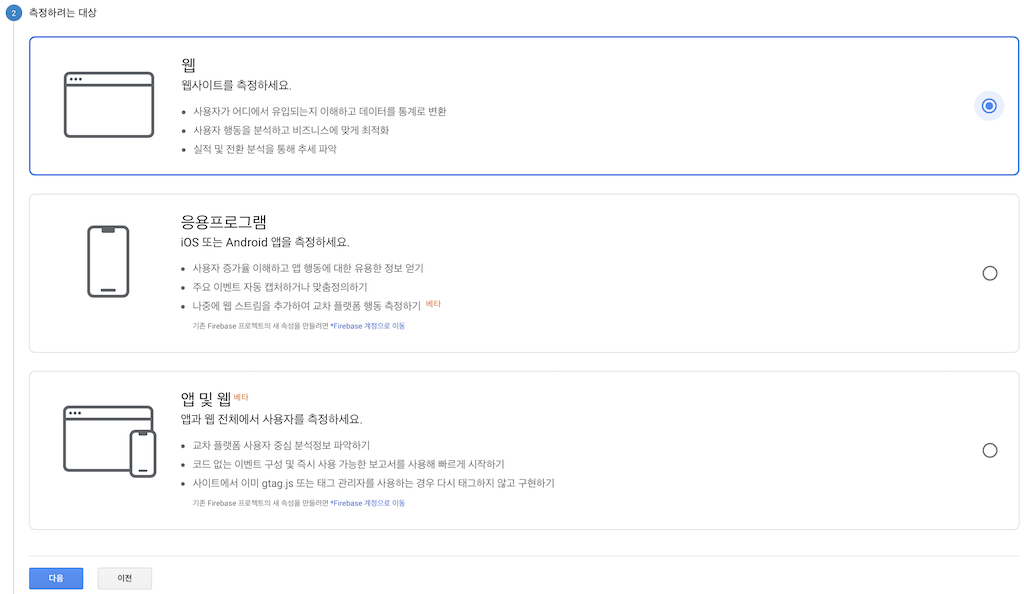 2 측정하려는 대상
웹
웹사이트를 측정하세요.
사용자가 어디에서 유입되는지 이해하고 데이터를 통계로 변환
사용자 행동을 분석하고 비즈니스에 맞게 최적화
실적 및 전환 분석을 통해 추세 파악
응용프로그램
iOS 또는 Android 앱을 측정하세요.
사용자 증가율 이해하고 앱 행동에 대한 유용한 정보 얻기
주요 이벤트 자동 캡처하거나 맞춤정의하기
나중에 웹 스트림을 추가하여 교차 플랫폼 행동 측정하기 베타
기존 Firebase 프로젝트의 새 속성을 만들려면 *Firebase 계정으로 이동
앱 및 웹 베타
앱과 웹 전체에서 사용자를 측정하세요.
교차 플랫폼 사용자 중심 분석정보 파악하기
코드 없는 이벤트 구성 및 즉시 사용 가능한 보고서를 사용해 빠르게 시작하기
사이트에서 이미 gtag.js 또는 태그 관리자를 사용하는 경우 다시 태그하지 않고 구현하기
기존 Firebase 프로젝트의 새 속성을 만들려면 *Firebase 계정으로 이동
다음 이전